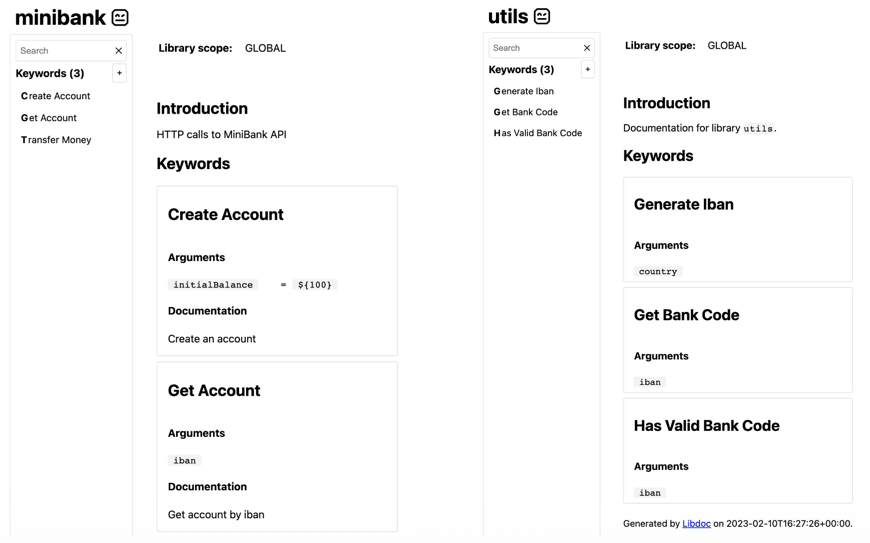 minibank
Search
Keywords (3)
+
Create Account
Get Account
Transfer Money
Library scope: GLOBAL
Introduction
HTTP calls to MiniBank API
Keywords
Create Account
Arguments
initialBalance = ${100}
Documentation
Create an account
Get Account
Arguments
iban
Documentation
Get account by iban
utils
Search
Keywords (3)
+
Generate Iban
Get Bank Code
Has Valid Bank Code
Library scope: GLOBAL
Introduction
Documentation for library utils.
Keywords
Generate Iban
Arguments
country
Get Bank Code
Arguments
iban
Has Valid Bank Code
Arguments
iban
Generated by Libdoc on 2023-02-10T16:27:26+00:00.